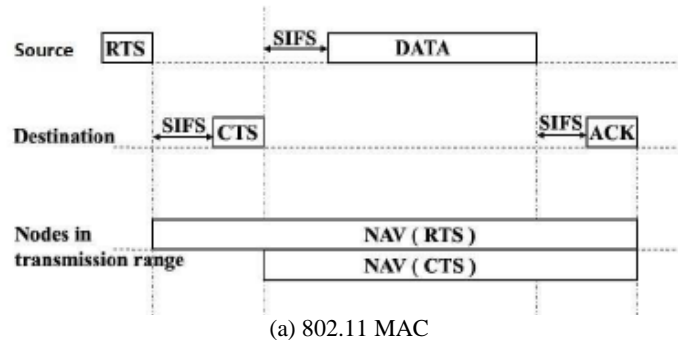 SIFS
Source RTS DATA
SIFS SIFS
Destination CTS ACK
Nodes in NAV ( RTS )
transmission range
NAV ( CTS )
(a) 802.11 MAC